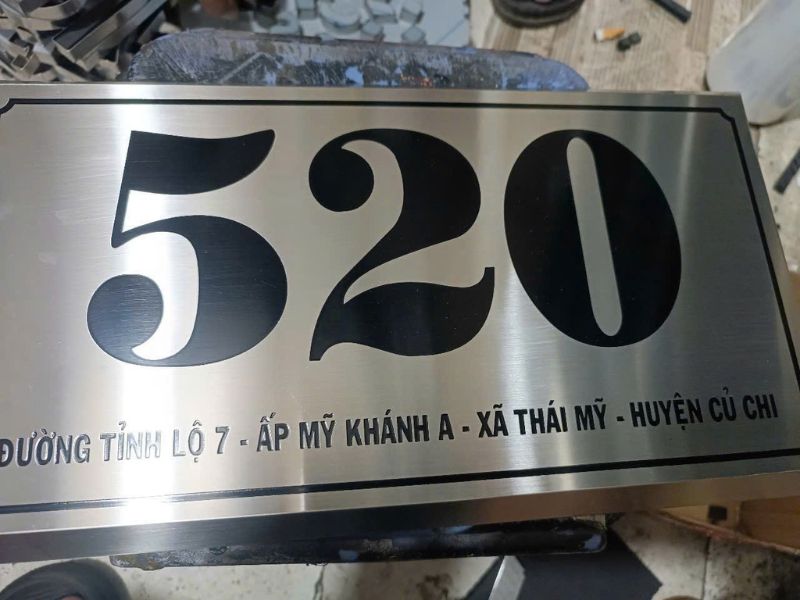 520
ĐƯỜNG TỈNH LỘ 7 - ẤP MỸ KHÁNH A - XÃ THÁI MỸ - HUYỆN CỦ CHI